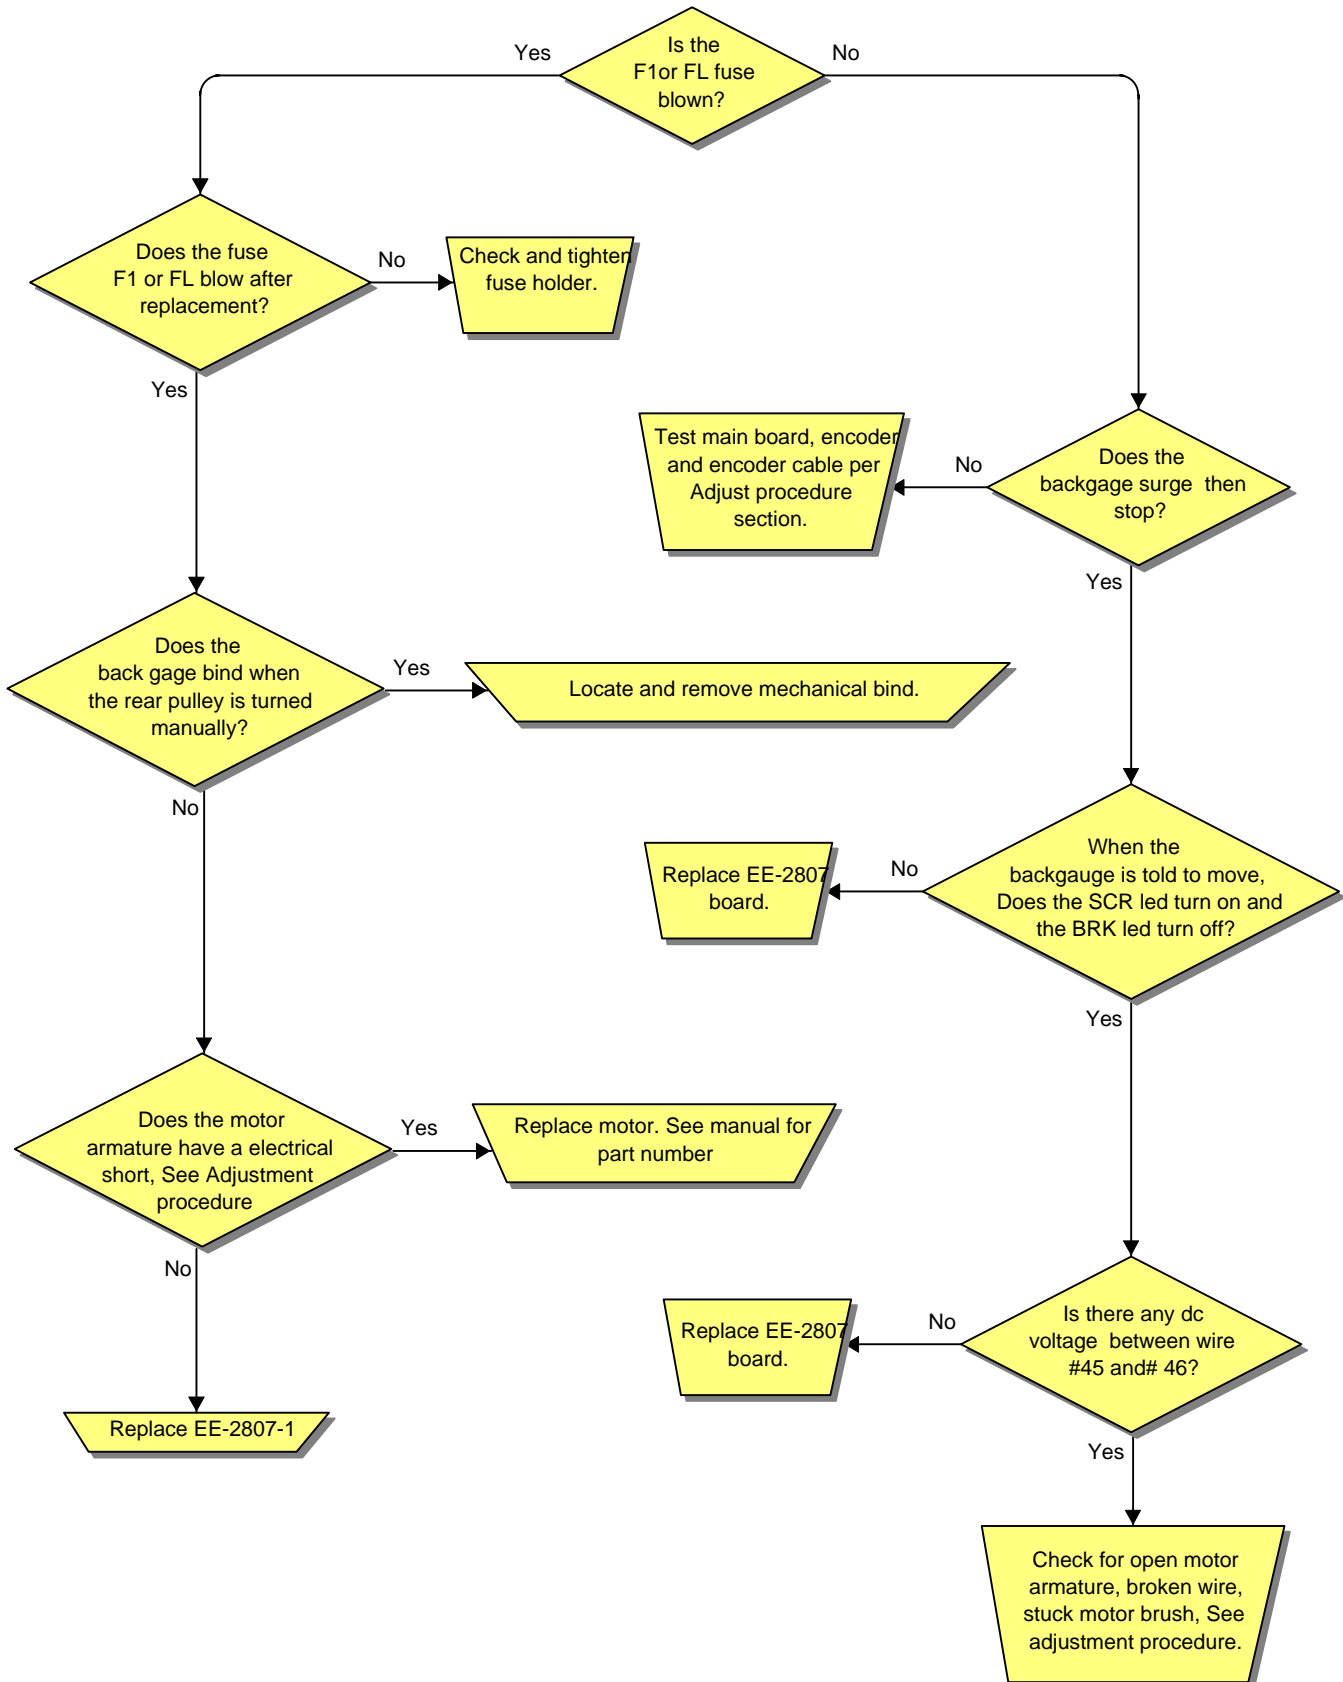 Is the
F1or FL fuse
blown?
Yes
No
Does the fuse
F1 or FL blow after
replacement?
No
Check and tighten
fuse holder.
Yes
Test main board, encoder
and encoder cable per
Adjust procedure
section.
No
Does the
backgage surge then
stop?
Yes
Does the
back gage bind when
the rear pulley is turned
manually?
Yes
Locate and remove mechanical bind.
No
Replace EE-2807
board.
No
When the
backgauge is told to move,
Does the SCR led turn on and
the BRK led turn off?
Yes
Does the motor
armature have a electrical
short, See Adjustment
procedure
Yes
Replace motor. See manual for
part number
No
Replace EE-2807-1
Replace EE-2807
board.
No
Is there any dc
voltage between wire
#45 and# 46?
Yes
Check for open motor
armature, broken wire,
stuck motor brush, See
adjustment procedure.